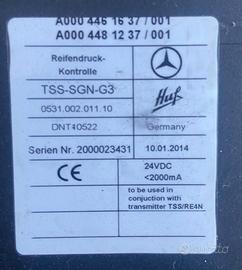 A000 446 16 37 / 001
A000 448 12 37 / 001
Reifendruck-
Kontrolle
TSS-SGN-G3
0531.002.011.10
Huf
DNT40522
Germany
Serien Nr. 2000023431
10.01.2014
CE
24VDC
<2000mA
to be used in
conjuction with
transmitter TSS/RE4N